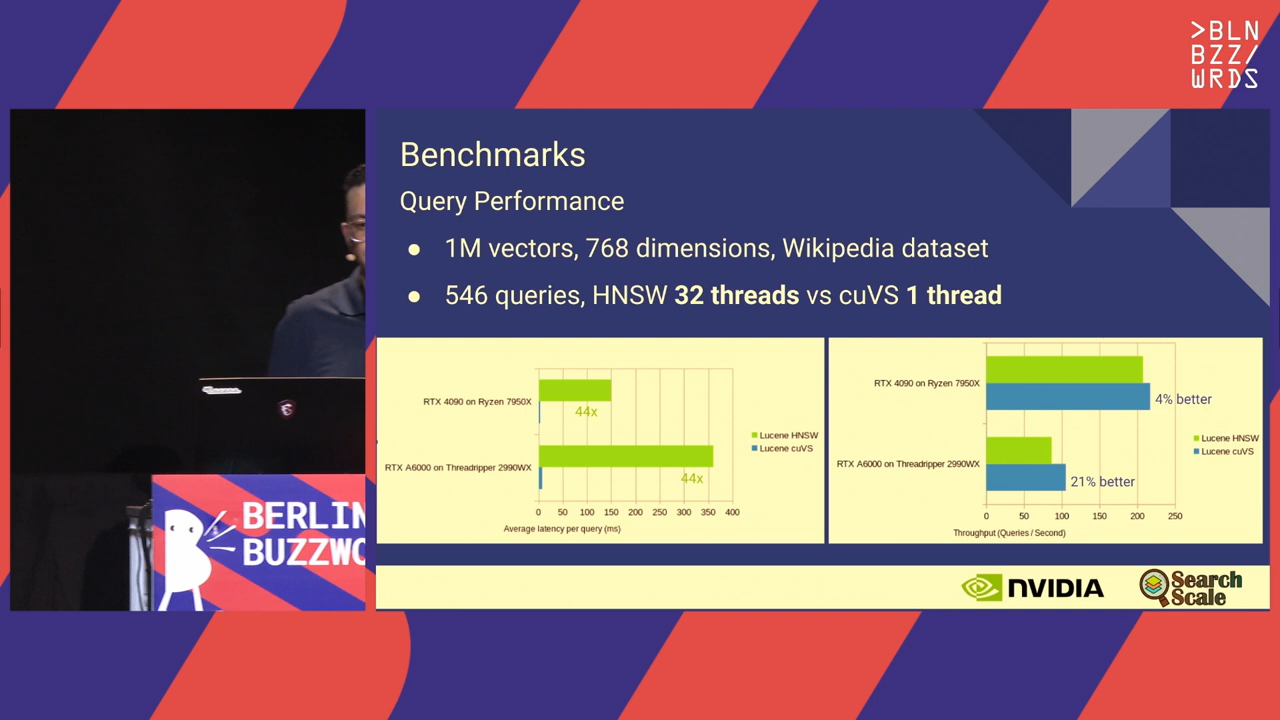 >BLN
BZZ/
WRDS
Benchmarks
Query Performance
● 1M vectors, 768 dimensions, Wikipedia dataset
● 546 queries, HNSW 32 threads vs cuVS 1 thread
RTX 4090 on Ryzen 7950X
44x
RTX A6000 on Threadripper 2990WX
44x
0 50 100 150 200 250 300 350 400
Average latency per query (ms)
Lucene HNSW
Lucene cuVS
RTX 4090 on Ryzen 7950X
4% better
RTX A6000 on Threadripper 2990WX
21% better
0 50 100 150 200 250
Throughput (Queries / Second)
Lucene HNSW
Lucene cuVS
BERLIN
BUZZWO
NVIDIA
Search
Scale